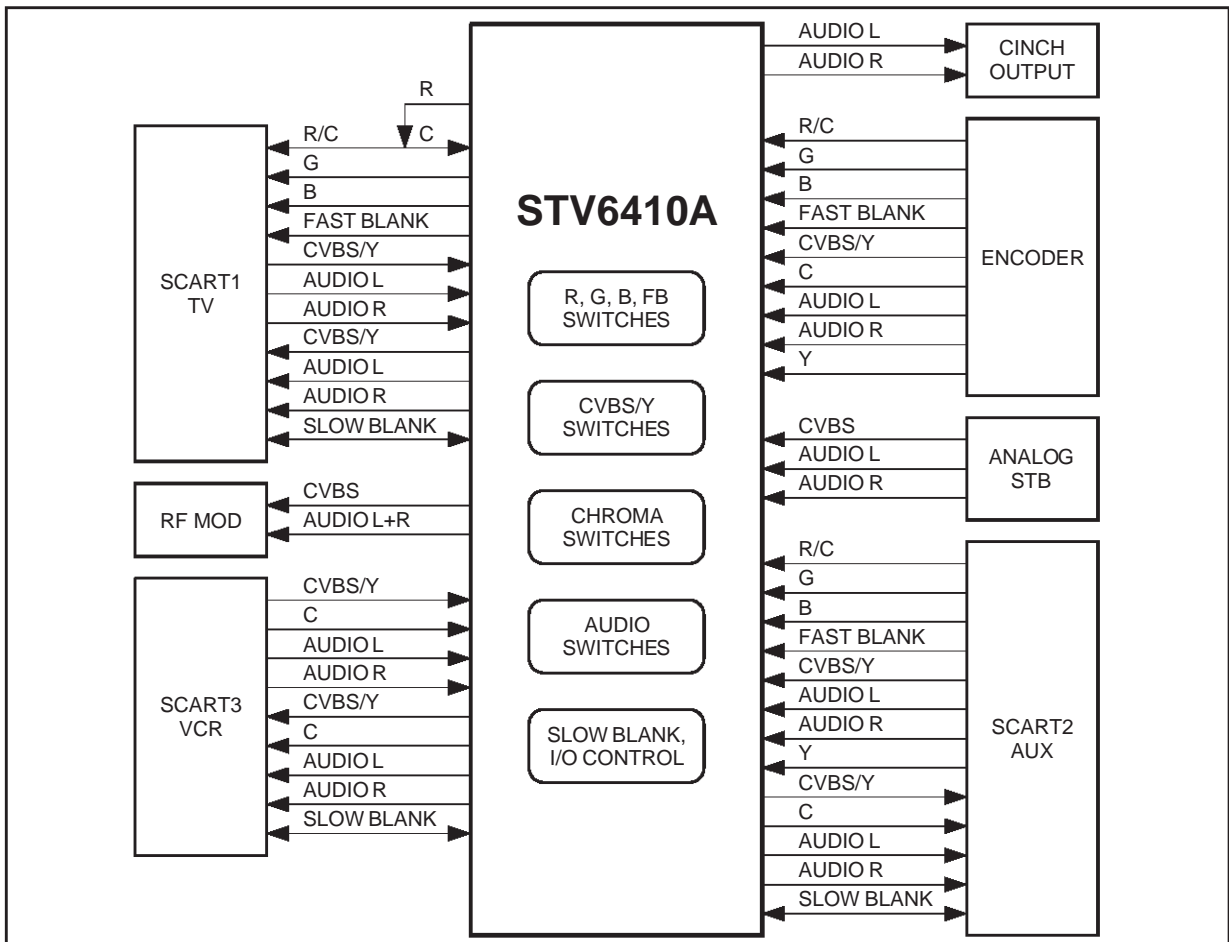 AUDIO L
AUDIO R
CINCH
OUTPUT
R
SCART1
TV
R/C
C
G
B
FAST BLANK
CVBS/Y
AUDIO L
AUDIO R
CVBS/Y
AUDIO L
AUDIO R
SLOW BLANK
RF MOD
CVBS
AUDIO L+R
SCART3
VCR
CVBS/Y
C
AUDIO L
AUDIO R
CVBS/Y
C
AUDIO L
AUDIO R
SLOW BLANK
STV6410A
R, G, B, FB
SWITCHES
CVBS/Y
SWITCHES
CHROMA
SWITCHES
AUDIO
SWITCHES
SLOW BLANK,
I/O CONTROL
R/C
G
B
FAST BLANK
CVBS/Y
C
AUDIO L
AUDIO R
Y
ENCODER
CVBS
AUDIO L
AUDIO R
ANALOG
STB
R/C
G
B
FAST BLANK
CVBS/Y
AUDIO L
AUDIO R
Y
CVBS/Y
C
AUDIO L
AUDIO R
SLOW BLANK
SCART2
AUX